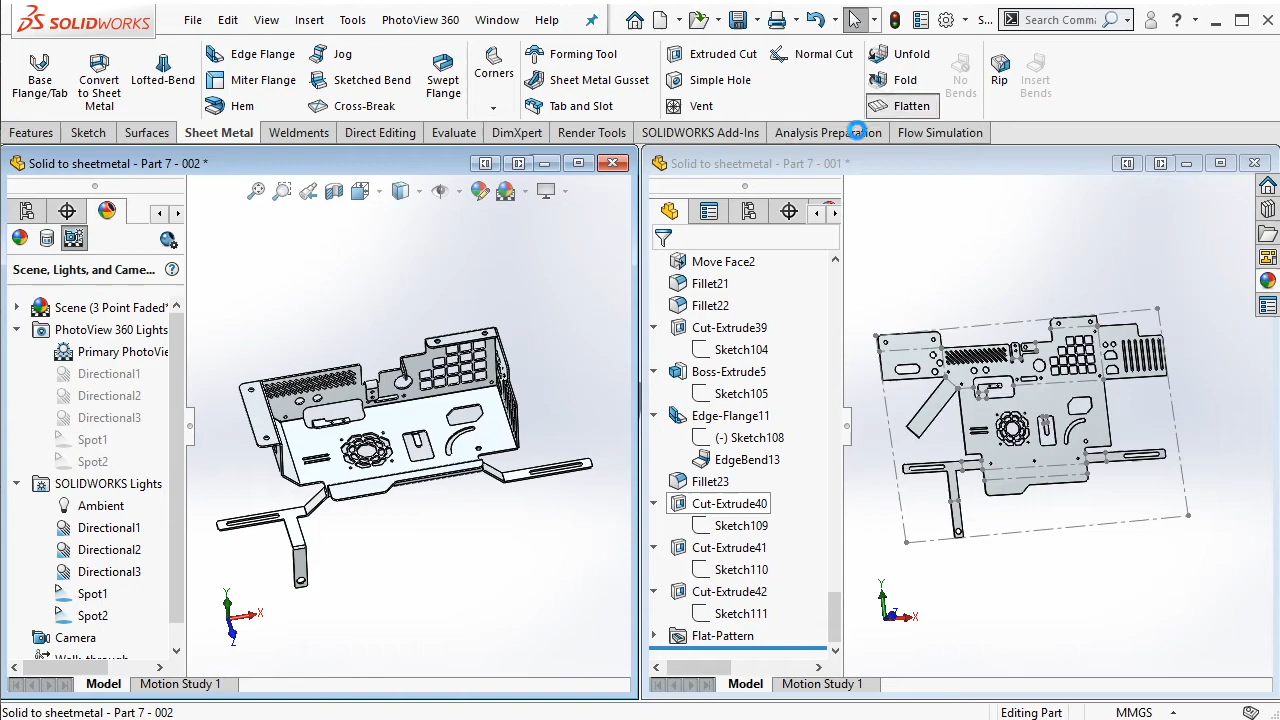 SOLIDWORKS
File Edit View Insert Tools PhotoView 360 Window Help
S...
Search Comma
?
Base Flange/Tab
Convert to Sheet Metal
Lofted-Bend
Edge Flange
Miter Flange
Hem
Jog
Sketched Bend
Cross-Break
Swept Flange
Corners
Forming Tool
Sheet Metal Gusset
Tab and Slot
Extruded Cut
Simple Hole
Vent
Normal Cut
Unfold
Fold
Flatten
No Bends
Rip
Insert Bends
Features Sketch Surfaces Sheet Metal Weldments Direct Editing Evaluate DimXpert Render Tools SOLIDWORKS Add-Ins Analysis Preparation Flow Simulation
Solid to sheetmetal - Part 7 - 002 *
Scene, Lights, and Came...
Scene (3 Point Faded*
PhotoView 360 Lights
Primary PhotoVie
Directional1
Directional2
Directional3
Spot1
Spot2
SOLIDWORKS Lights
Ambient
Directional1
Directional2
Directional3
Spot1
Spot2
Camera
Walk-through
Y
X
Z
Model Motion Study 1
Solid to sheetmetal - Part 7 - 001 *
Move Face2
Fillet21
Fillet22
Cut-Extrude39
Sketch104
Boss-Extrude5
Sketch105
Edge-Flange11
(-) Sketch108
EdgeBend13
Fillet23
Cut-Extrude40
Sketch109
Cut-Extrude41
Sketch110
Cut-Extrude42
Sketch111
Flat-Pattern
Y
Z
X
Model Motion Study 1
Solid to sheetmetal - Part 7 - 002
Editing Part
MMGS